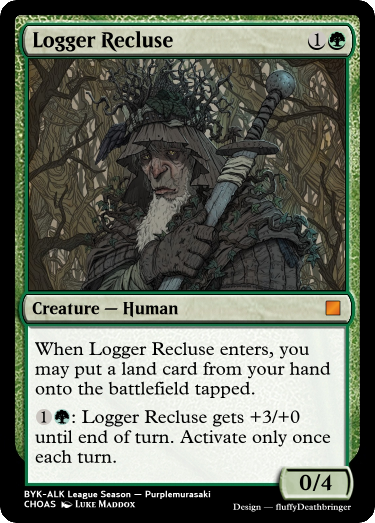 Logger Recluse 1
Creature — Human
When Logger Recluse enters, you
may put a land card from your hand
onto the battlefield tapped.
1: Logger Recluse gets +3/+0
until end of turn. Activate only once
each turn.
0/4
BYK-ALK League Season — Purplemurasaki
CHOAS Luke Maddox
Design — fluffyDeathbringer